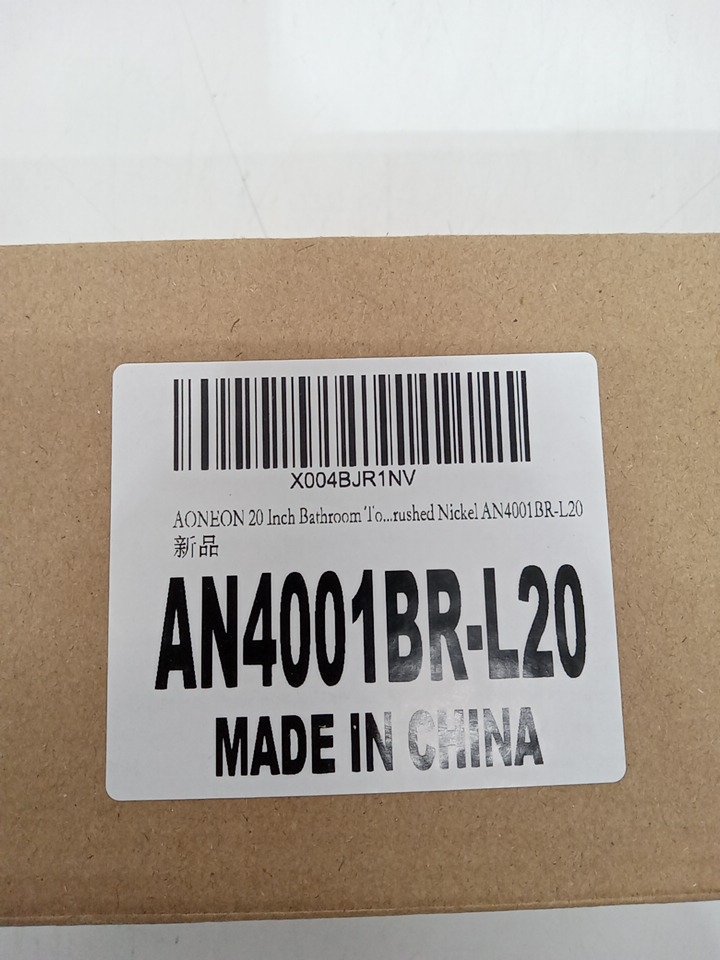 X004BJR1NV
AONEON 20 Inch Bathroom To...rushed Nickel AN4001BR-L20
新品
AN4001BR-L20
MADE IN CHINA